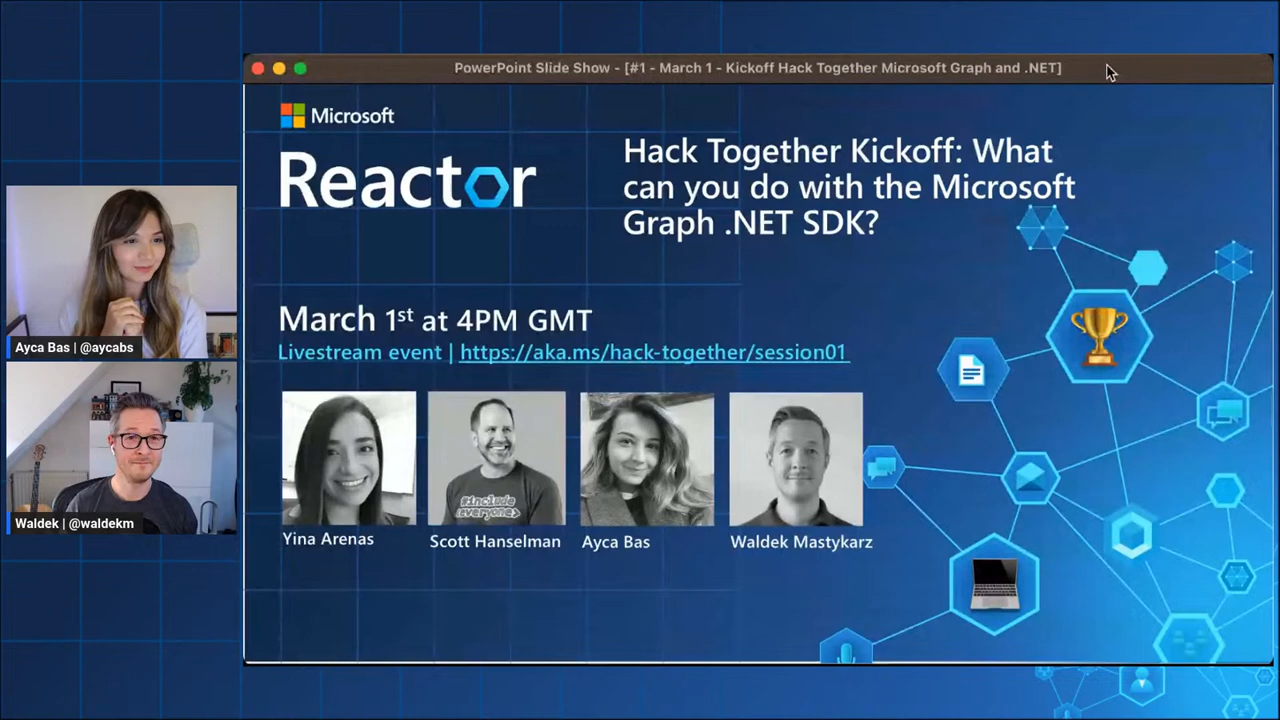 PowerPoint Slide Show - [#1 - March 1 - Kickoff Hack Together Microsoft Graph and .NET]
Microsoft
Reactor
Hack Together Kickoff: What
can you do with the Microsoft
Graph .NET SDK?
March 1st at 4PM GMT
Livestream event | https://aka.ms/hack-together/session01
#include
everyone>
Yina Arenas
Scott Hanselman
Ayca Bas
Waldek Mastykarz
Ayca Bas | @aycabs
Waldek | @waldekm